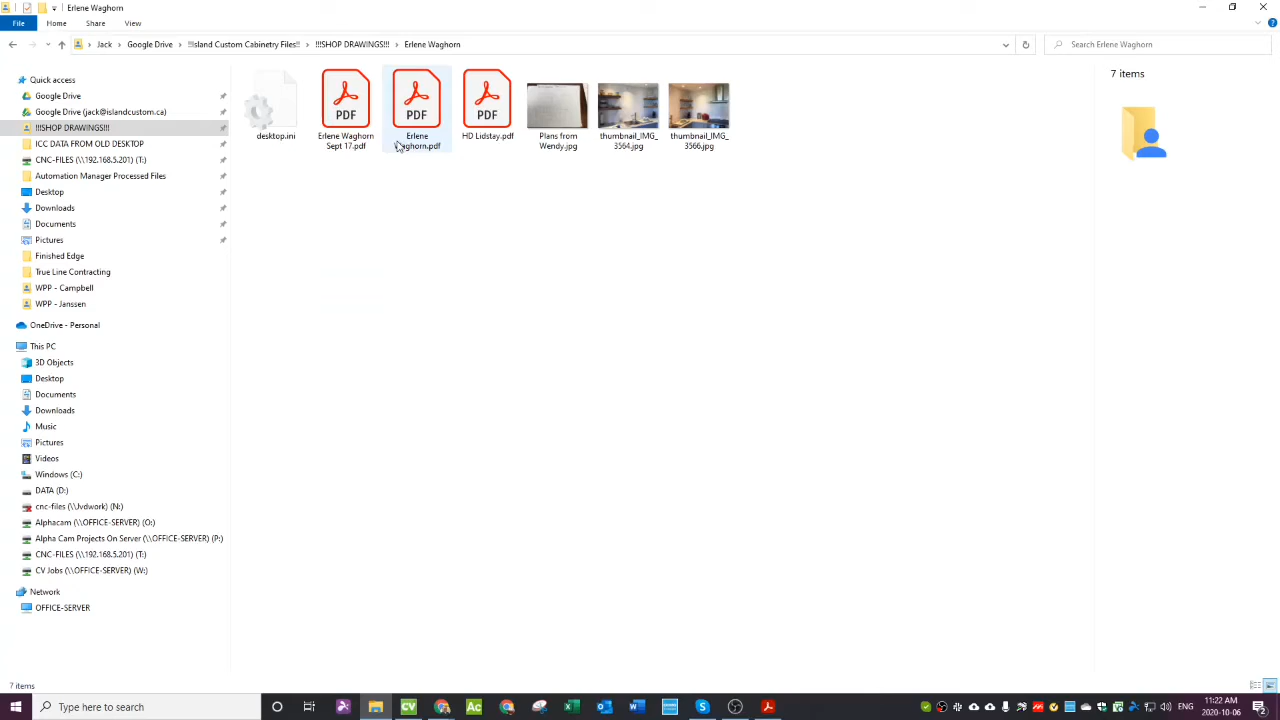 Erlene Waghorn
File
Home
Share
View
Jack
Google Drive
!!Island Custom Cabinetry Files!!
!!!SHOP DRAWINGS!!!
Erlene Waghorn
Search Erlene Waghorn
Quick access
Google Drive
Google Drive (jack@islandcustom.ca)
!!!SHOP DRAWINGS!!!
ICC DATA FROM OLD DESKTOP
CNC-FILES (\\192.168.5.201) (T:)
Automation Manager Processed Files
Desktop
Downloads
Documents
Pictures
Finished Edge
True Line Contracting
WPP - Campbell
WPP - Janssen
OneDrive - Personal
This PC
3D Objects
Desktop
Documents
Downloads
Music
Pictures
Videos
Windows (C:)
DATA (D:)
cnc-files (\\Jvdwork) (N:)
Alphacam (\\OFFICE-SERVER) (O:)
Alpha Cam Projects On Server (\\OFFICE-SERVER) (P:)
CNC-FILES (\\192.168.5.201) (T:)
CV Jobs (\\OFFICE-SERVER) (W:)
Network
OFFICE-SERVER
PDF
PDF
PDF
desktop.ini
Erlene Waghorn
Sept 17.pdf
Erlene
HD Lidstay.pdf
Plans from
Wendy.jpg
thumbnail_IMG_
3564.jpg
thumbnail_IMG_
3566.jpg
7 items
7 items
Type here to search
CV
Ac
ENG
11:22 AM
2020-10-06
2